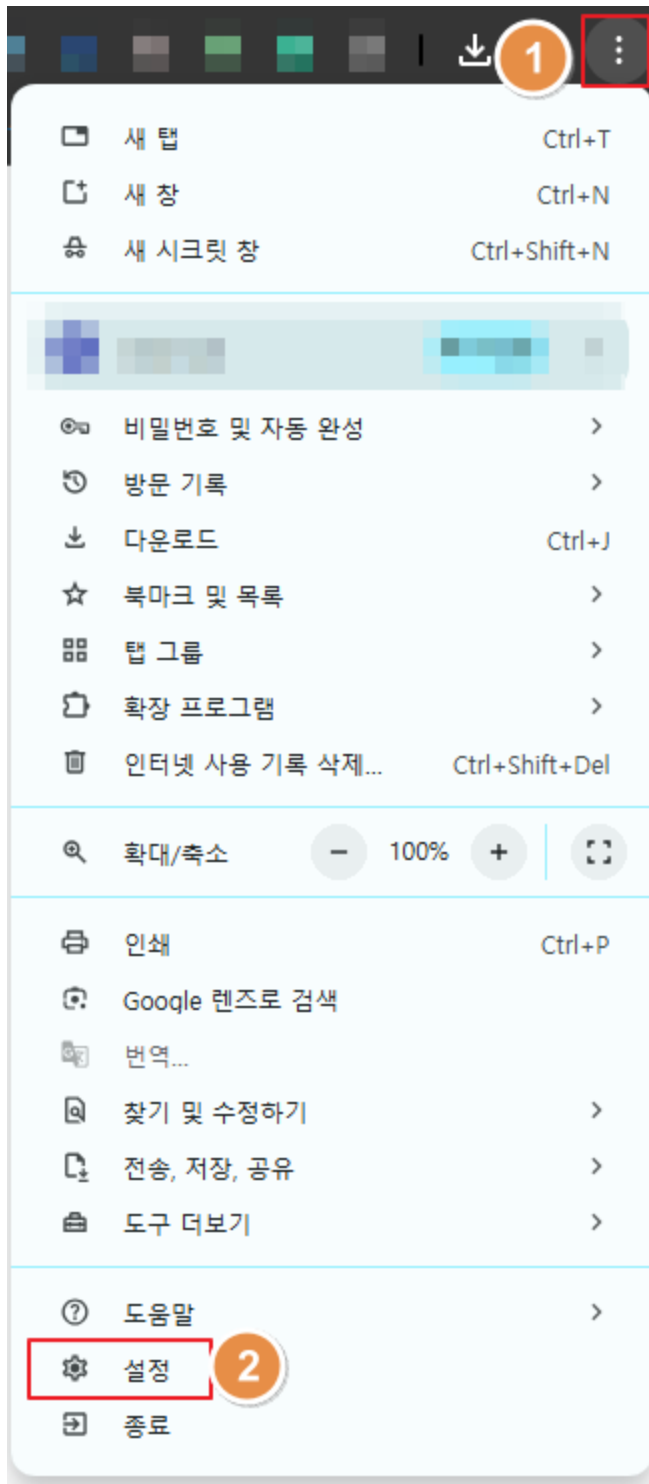 1
새 탭 Ctrl+T
새 창 Ctrl+N
새 시크릿 창 Ctrl+Shift+N
비밀번호 및 자동 완성
방문 기록
다운로드 Ctrl+J
북마크 및 목록
탭 그룹
확장 프로그램
인터넷 사용 기록 삭제... Ctrl+Shift+Del
확대/축소 − 100% +
인쇄 Ctrl+P
Google 렌즈로 검색
번역...
찾기 및 수정하기
전송, 저장, 공유
도구 더보기
도움말
설정 2
종료